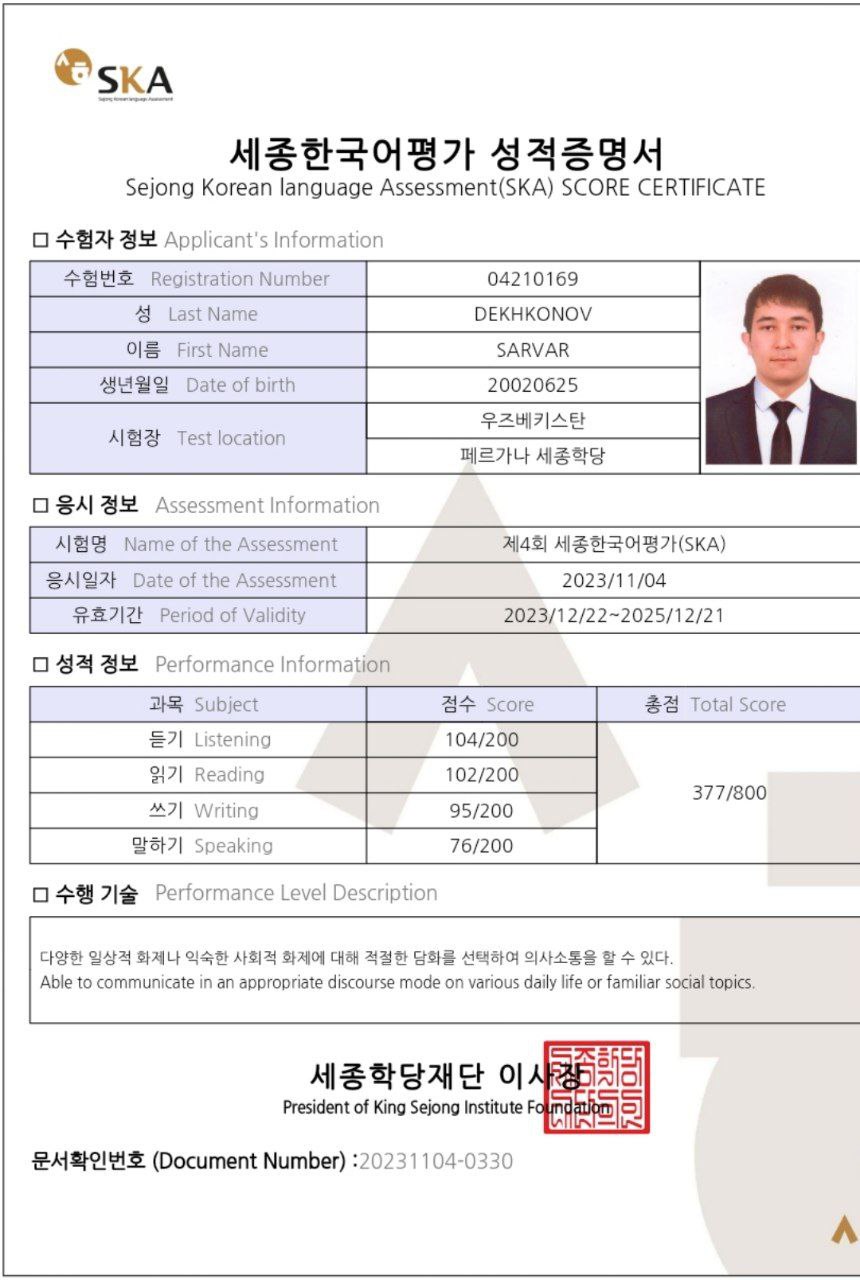 SKA
Sejong Korean language Assessment
세종한국어평가 성적증명서
Sejong Korean language Assessment(SKA) SCORE CERTIFICATE
□ 수험자 정보 Applicant's Information
수험번호 Registration Number 04210169
성 Last Name DEKHKONOV
이름 First Name SARVAR
생년월일 Date of birth 20020625
시험장 Test location 우즈베키스탄
페르가나 세종학당
□ 응시 정보 Assessment Information
시험명 Name of the Assessment 제4회 세종한국어평가(SKA)
응시일자 Date of the Assessment 2023/11/04
유효기간 Period of Validity 2023/12/22~2025/12/21
□ 성적 정보 Performance Information
과목 Subject 점수 Score 총점 Total Score
듣기 Listening 104/200
읽기 Reading 102/200
377/800
쓰기 Writing 95/200
말하기 Speaking 76/200
□ 수행 기술 Performance Level Description
다양한 일상적 화제나 익숙한 사회적 화제에 대해 적절한 담화를 선택하여 의사소통을 할 수 있다.
Able to communicate in an appropriate discourse mode on various daily life or familiar social topics.
세종학당재단 이사장
President of King Sejong Institute Foundation
문서확인번호 (Document Number) :20231104-0330